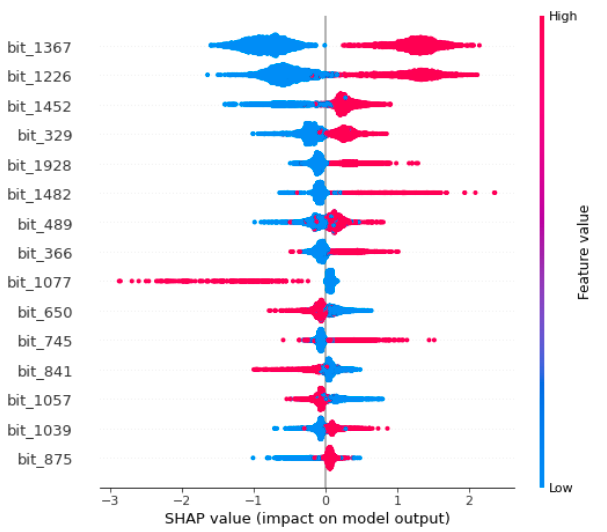 High
bit_1367
bit_1226
bit_1452
bit_329
bit_1928
bit_1482
bit_489
bit_366
bit_1077
bit_650
bit_745
bit_841
bit_1057
bit_1039
bit_875
Feature value
Low
−3 −2 −1 0 1 2
SHAP value (impact on model output)